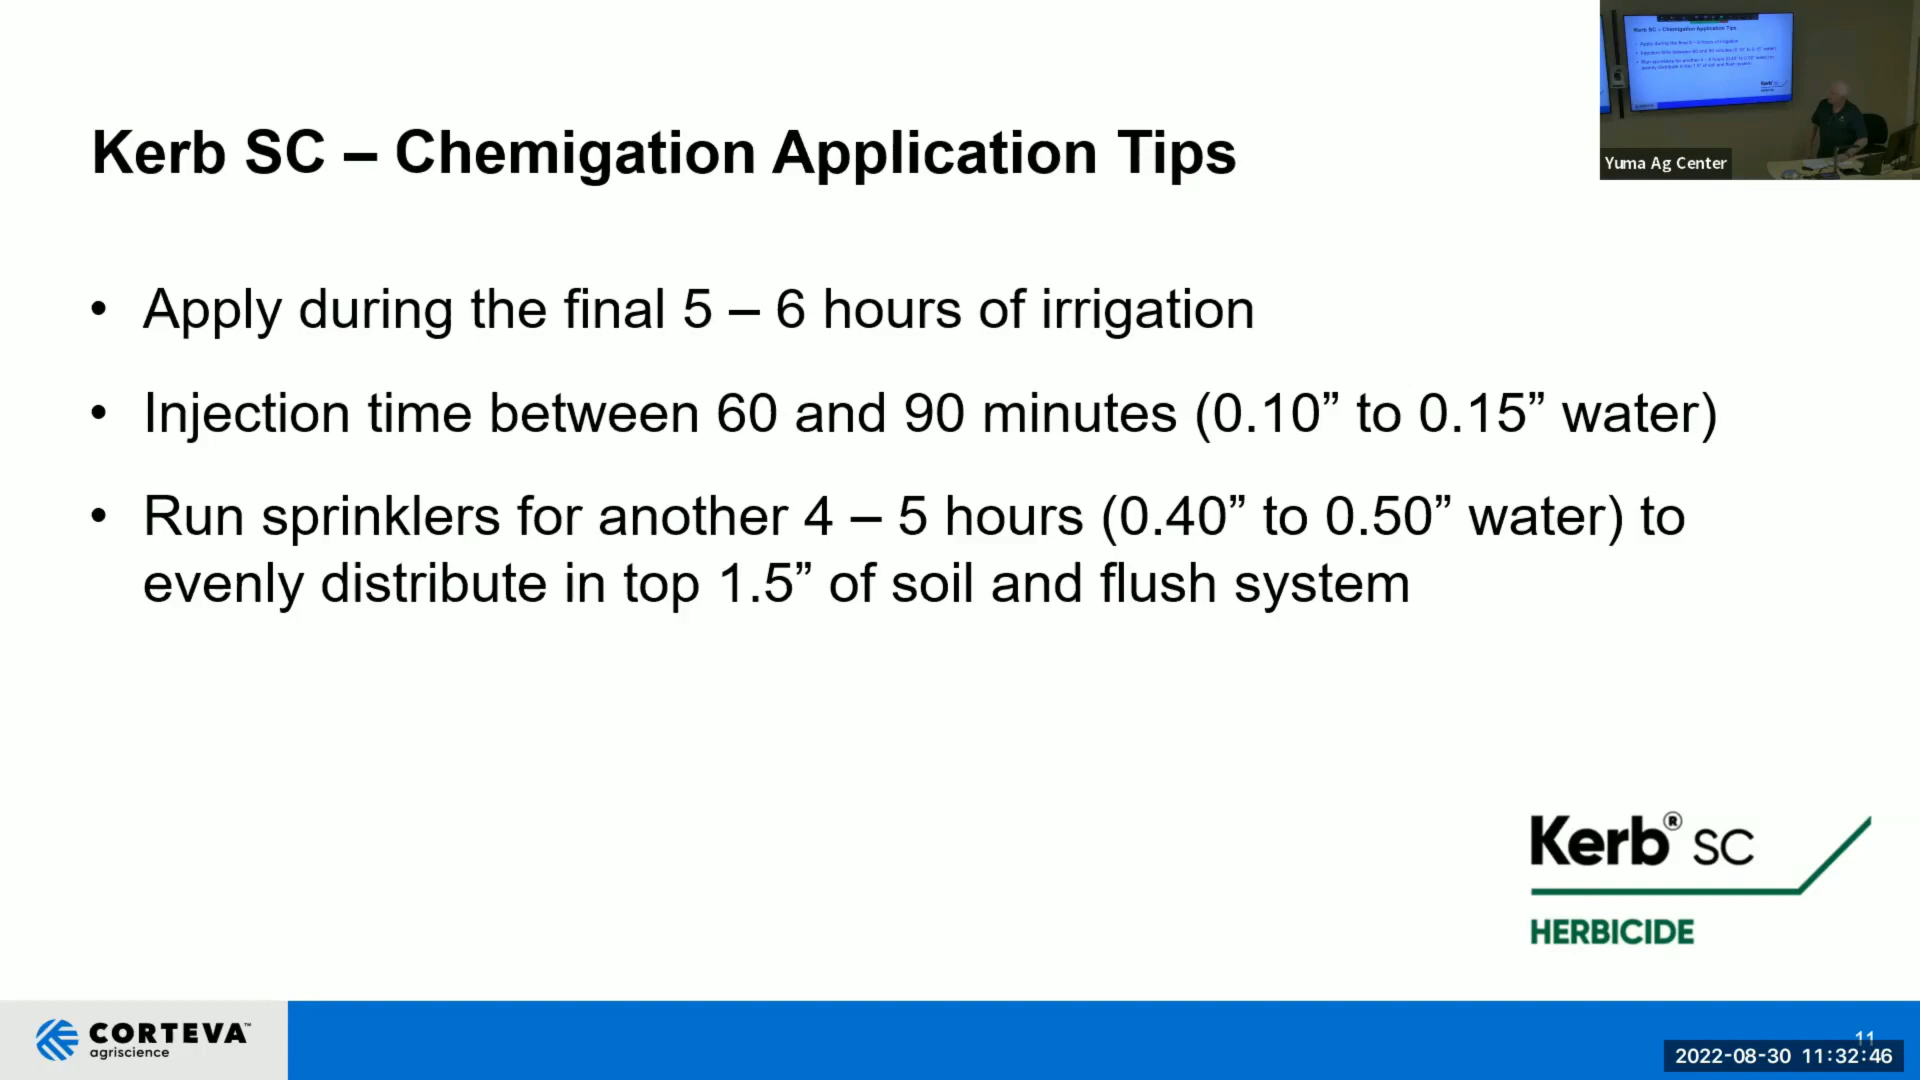 Kerb SC – Chemigation Application Tips
Yuma Ag Center
• Apply during the final 5 – 6 hours of irrigation
• Injection time between 60 and 90 minutes (0.10” to 0.15” water)
• Run sprinklers for another 4 – 5 hours (0.40” to 0.50” water) to
evenly distribute in top 1.5” of soil and flush system
Kerb® SC
HERBICIDE
CORTEVA™
agriscience
11
2022-08-30 11:32:46